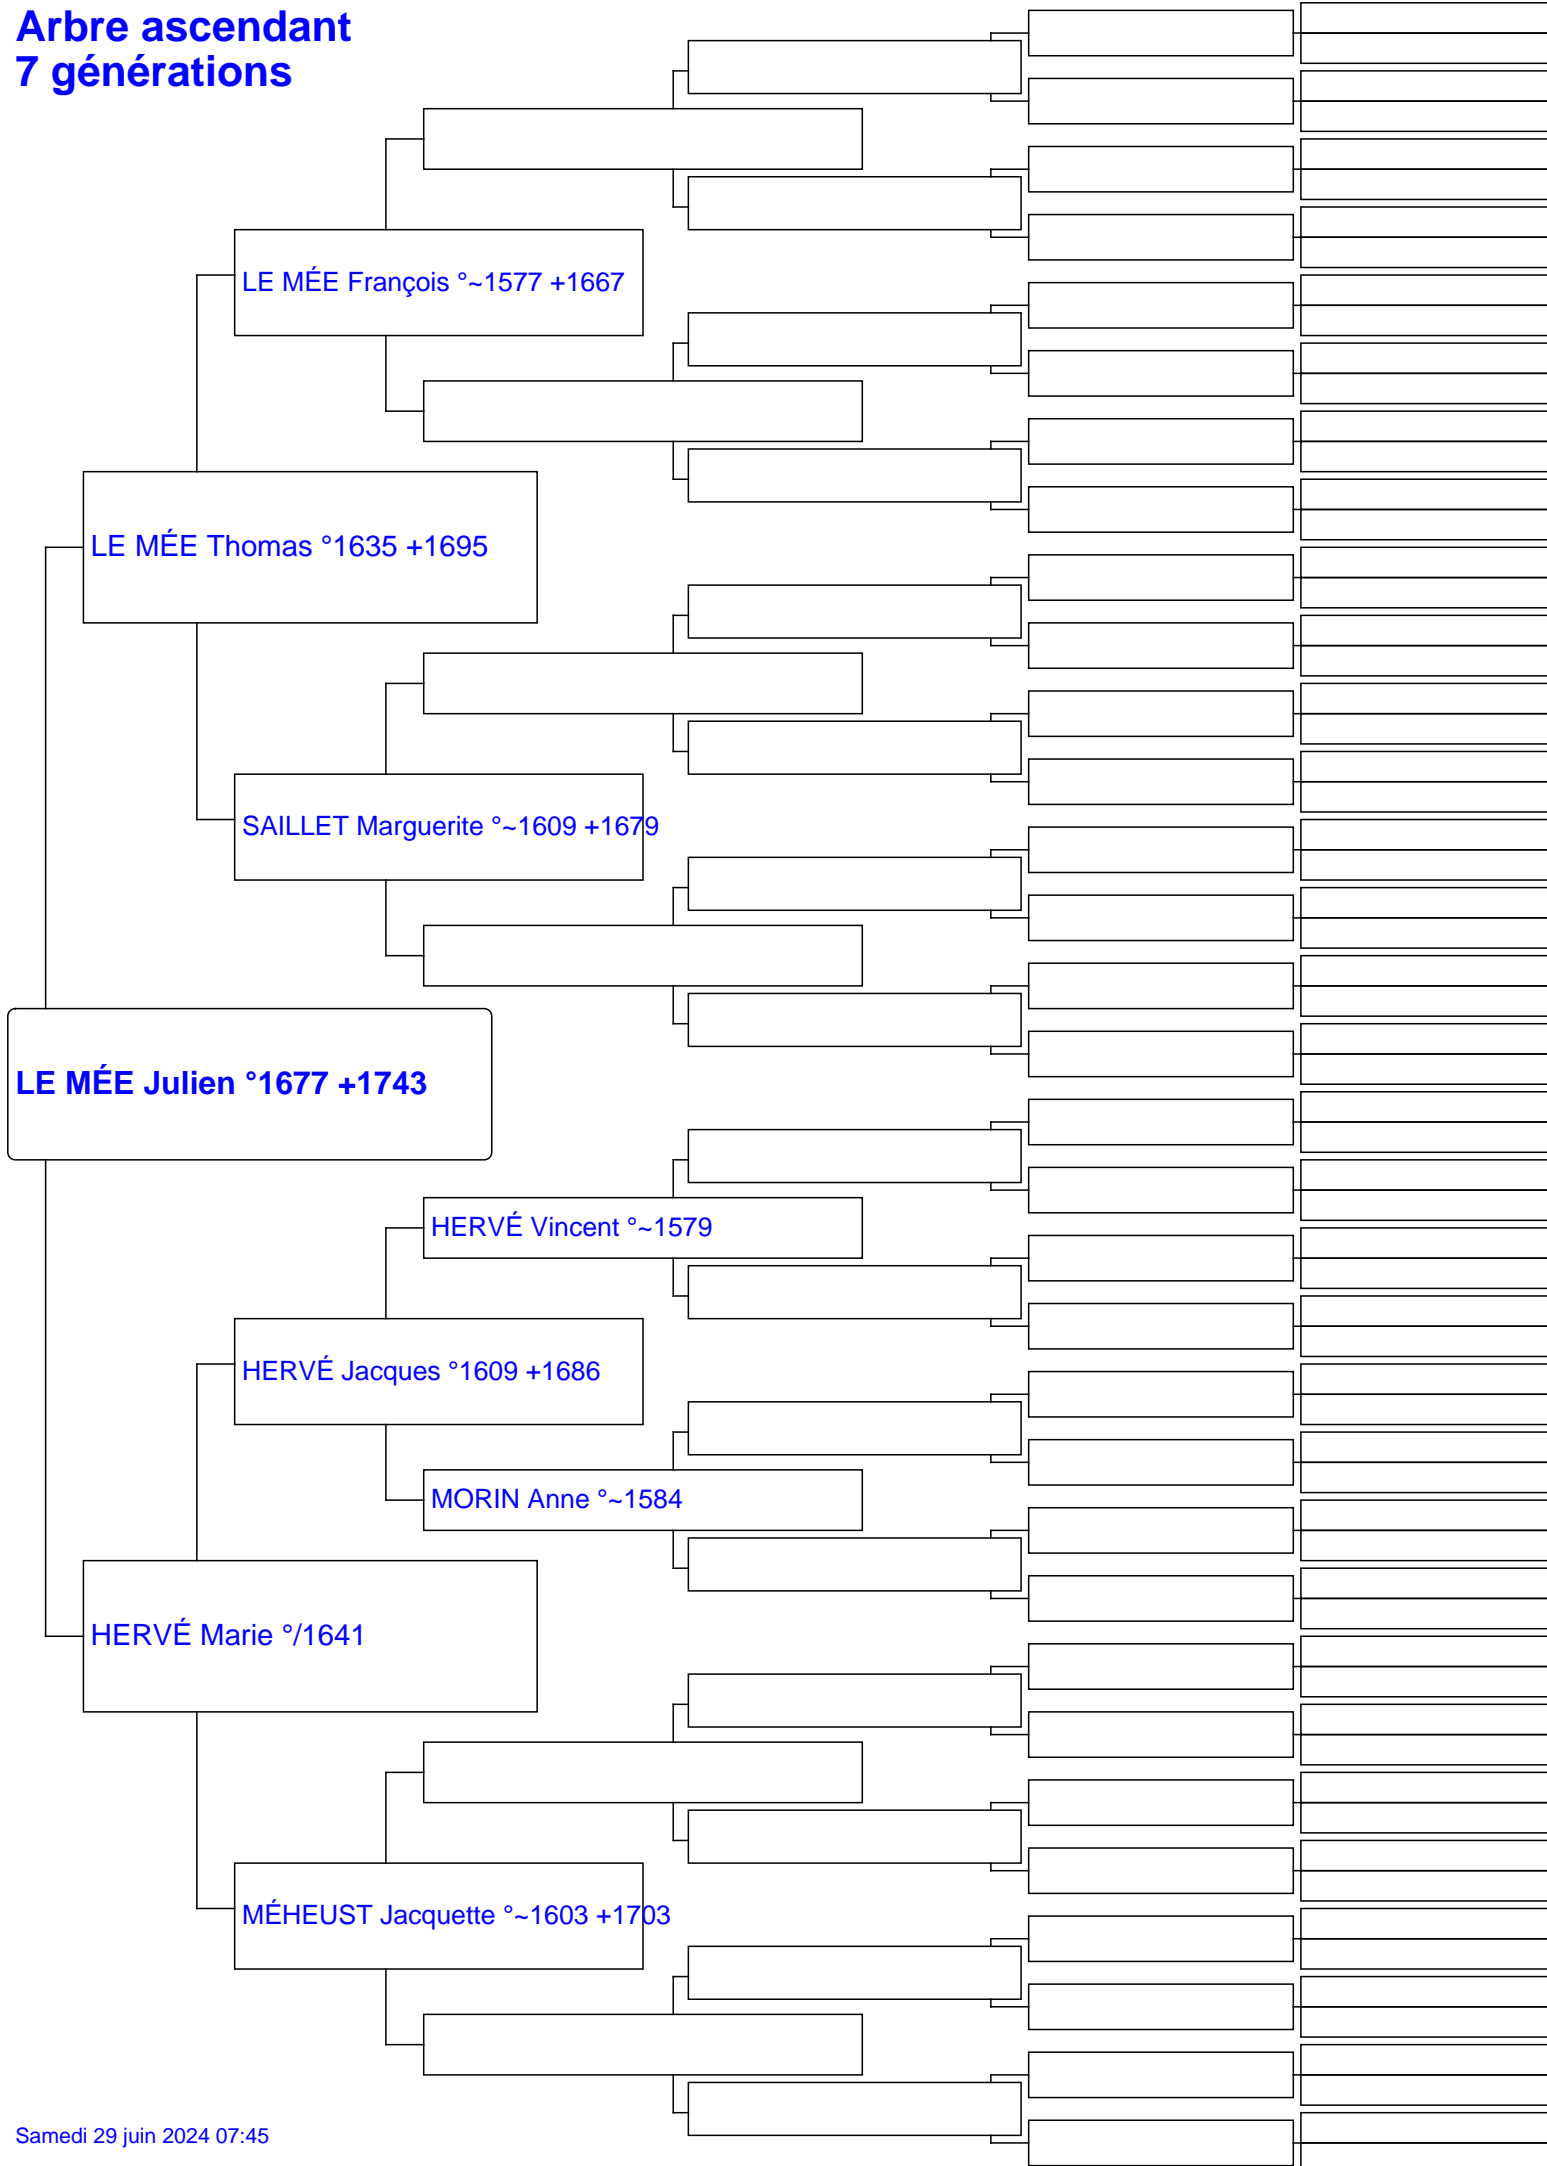 Arbre ascendant
7 générations
LE MÉE François °~1577 +1667
LE MÉE Thomas °1635 +1695
SAILLET Marguerite °~1609 +1679
LE MÉE Julien °1677 +1743
HERVÉ Vincent °~1579
HERVÉ Jacques °1609 +1686
MORIN Anne °~1584
HERVÉ Marie °/1641
MÉHEUST Jacquette °~1603 +1703
Samedi 29 juin 2024 07:45